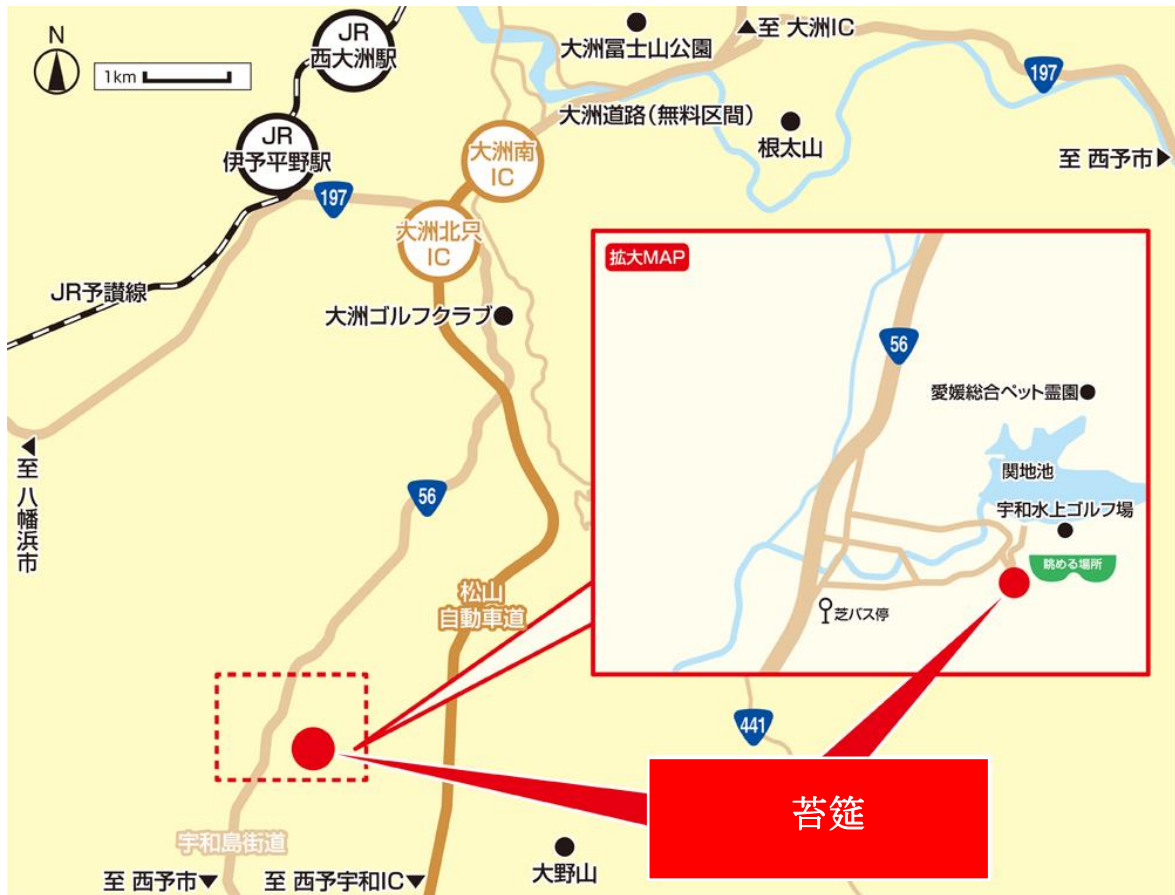 N
1km
JR
西大洲駅
大洲冨士山公園
▲至 大洲IC
197
JR
伊予平野駅
大洲南
IC
大洲道路（無料区間）
根太山
至 西予市▶
197
大洲北只
IC
JR予讃線
大洲ゴルフクラブ
拡大MAP
56
愛媛総合ペット霊園
関地池
宇和水上ゴルフ場
眺める場所
芝バス停
◀至 八幡浜市
56
松山
自動車道
441
苔筵
宇和島街道
大野山
至 西予市▼
至 西予宇和IC▼